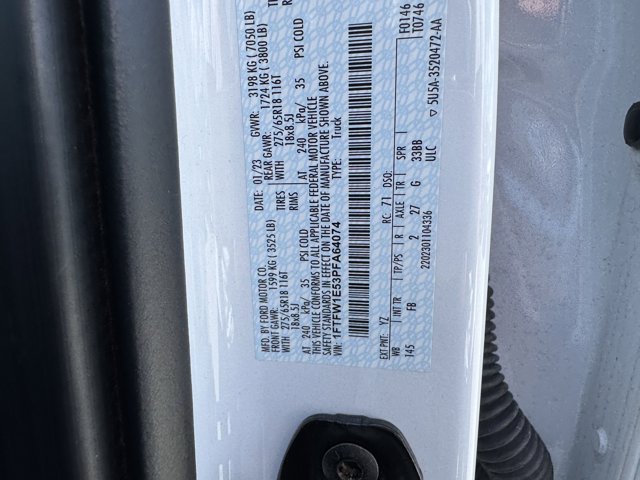 MFD. BY FORD MOTOR CO.
DATE: 01/23 GVWR: 3198 KG ( 7050 LB)
FRONT GAWR: 1599 KG ( 3525 LB) REAR GAWR: 1724 KG ( 3800 LB)
WITH 275/65R18 116T TIRES WITH 275/65R18 116T TIRES
18x8.5J RIMS 18x8.5J
AT 240 kPa/ 35 PSI COLD AT 240 kPa/ 35 PSI COLD
THIS VEHICLE CONFORMS TO ALL APPLICABLE FEDERAL MOTOR VEHICLE
SAFETY STANDARDS IN EFFECT ON THE DATE OF MANUFACTURE SHOWN ABOVE.
VIN: 1FTFW1E53PFA64074 TYPE: Truck
F0146
T0746
EXT PNT: YZ RC: 71 DSO:
WB INT TR TP/PS R AXLE TR SPR
145 FB 2 27 G 33BB
2202301104336 ULC
5U5A-3520472-AA